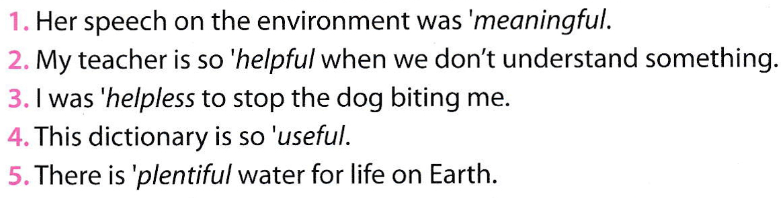 1. Her speech on the environment was 'meaningful.
2. My teacher is so 'helpful when we don't understand something.
3. I was 'helpless to stop the dog biting me.
4. This dictionary is so 'useful.
5. There is 'plentiful water for life on Earth.